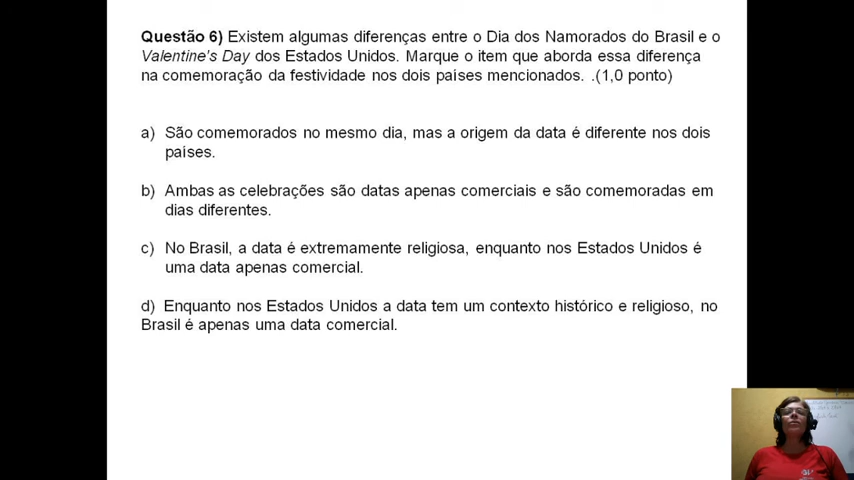 Questão 6) Existem algumas diferenças entre o Dia dos Namorados do Brasil e o
Valentine's Day dos Estados Unidos. Marque o item que aborda essa diferença
na comemoração da festividade nos dois países mencionados. .(1,0 ponto)
a) São comemorados no mesmo dia, mas a origem da data é diferente nos dois
países.
b) Ambas as celebrações são datas apenas comerciais e são comemoradas em
dias diferentes.
c) No Brasil, a data é extremamente religiosa, enquanto nos Estados Unidos é
uma data apenas comercial.
d) Enquanto nos Estados Unidos a data tem um contexto histórico e religioso, no
Brasil é apenas uma data comercial.